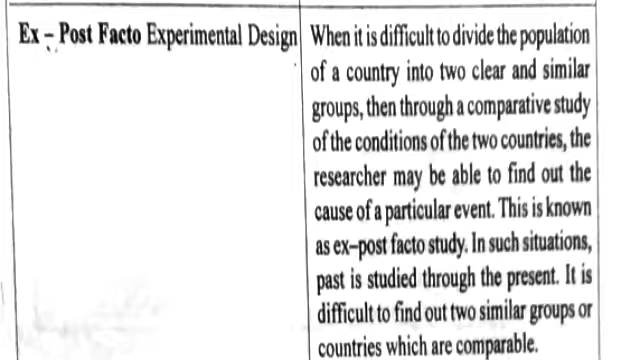 Ex – Post Facto Experimental Design
When it is difficult to divide the population
of a country into two clear and similar
groups, then through a comparative study
of the conditions of the two countries, the
researcher may be able to find out the
cause of a particular event. This is known
as ex–post facto study. In such situations,
past is studied through the present. It is
difficult to find out two similar groups or
countries which are comparable.